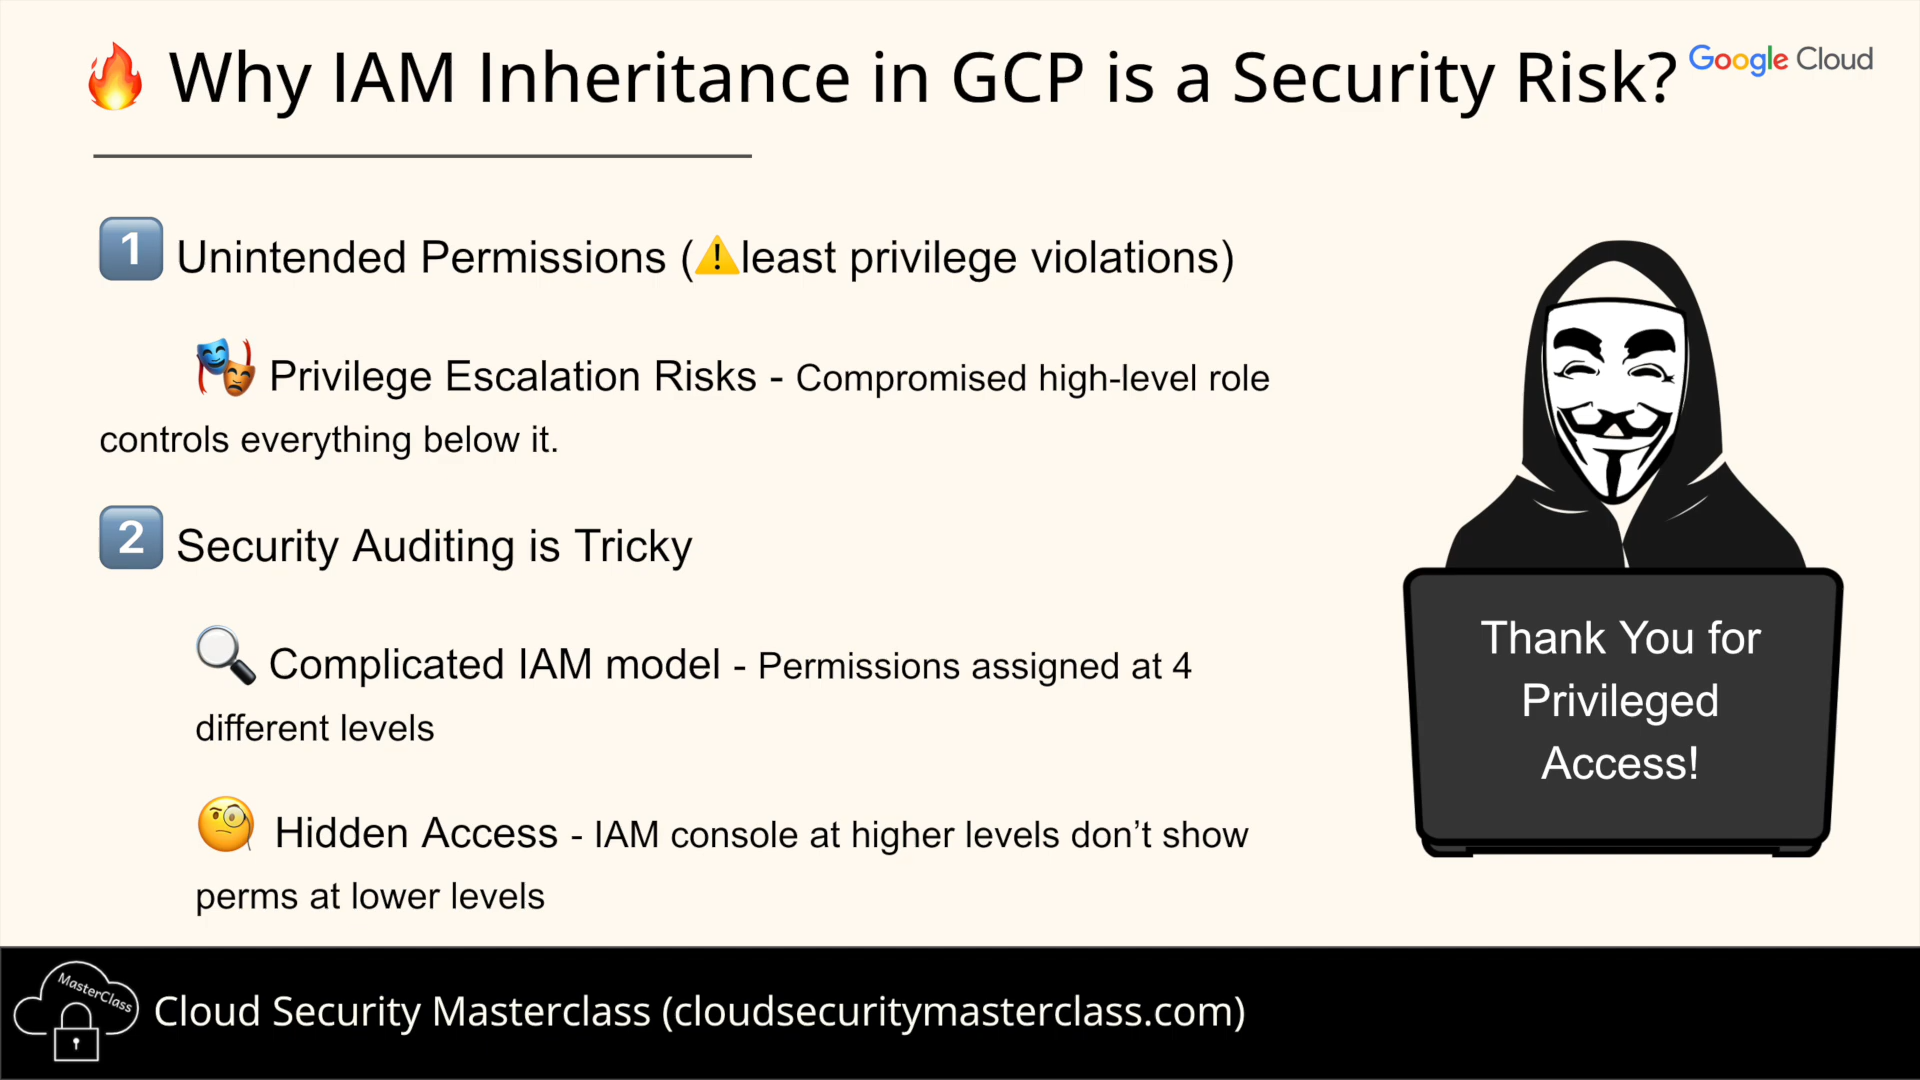 🔥 Why IAM Inheritance in GCP is a Security Risk?
Google Cloud
1️⃣ Unintended Permissions (⚠️least privilege violations)
🎭 Privilege Escalation Risks - Compromised high-level role
controls everything below it.
2️⃣ Security Auditing is Tricky
🔍 Complicated IAM model - Permissions assigned at 4
different levels
🧐 Hidden Access - IAM console at higher levels don’t show
perms at lower levels
Thank You for
Privileged
Access!
MasterClass
Cloud Security Masterclass (cloudsecuritymasterclass.com)